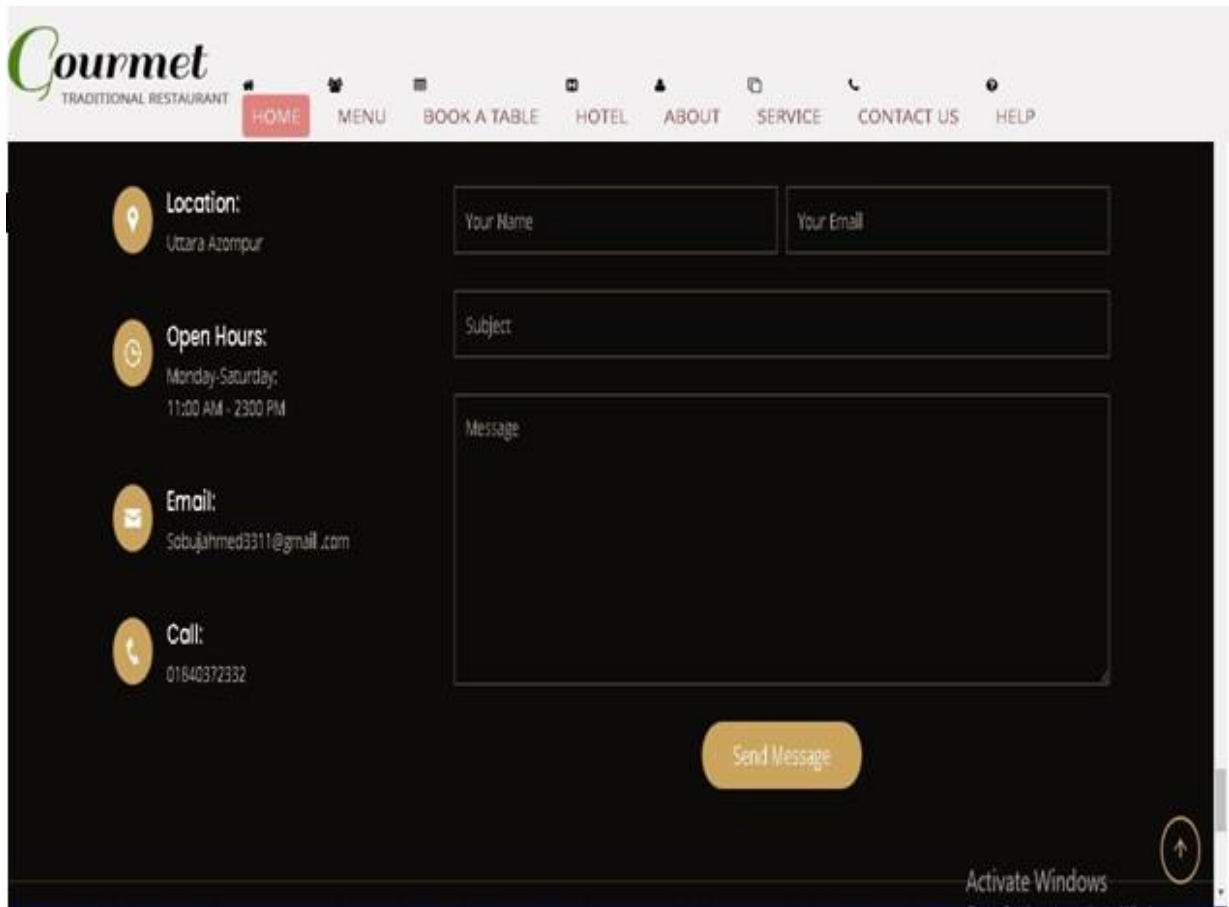 Gourmet
TRADITIONAL RESTAURANT
HOME MENU BOOK A TABLE HOTEL ABOUT SERVICE CONTACT US HELP
Location:
Uttara Azompur
Open Hours:
Monday-Saturday:
11:00 AM - 2300 PM
Email:
Sobujahmed3311@gmail .com
Call:
01840372332
Your Name
Your Email
Subject
Message
Send Message
Activate Windows